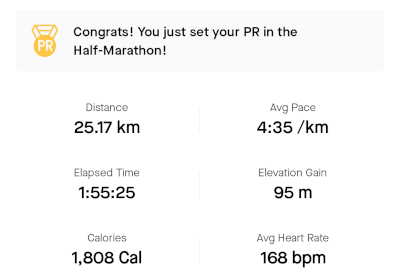 PR
Congrats! You just set your PR in the
Half-Marathon!
Distance
Avg Pace
25.17 km
4:35 /km
Elapsed Time
Elevation Gain
1:55:25
95 m
Calories
Avg Heart Rate
1,808 Cal
168 bpm